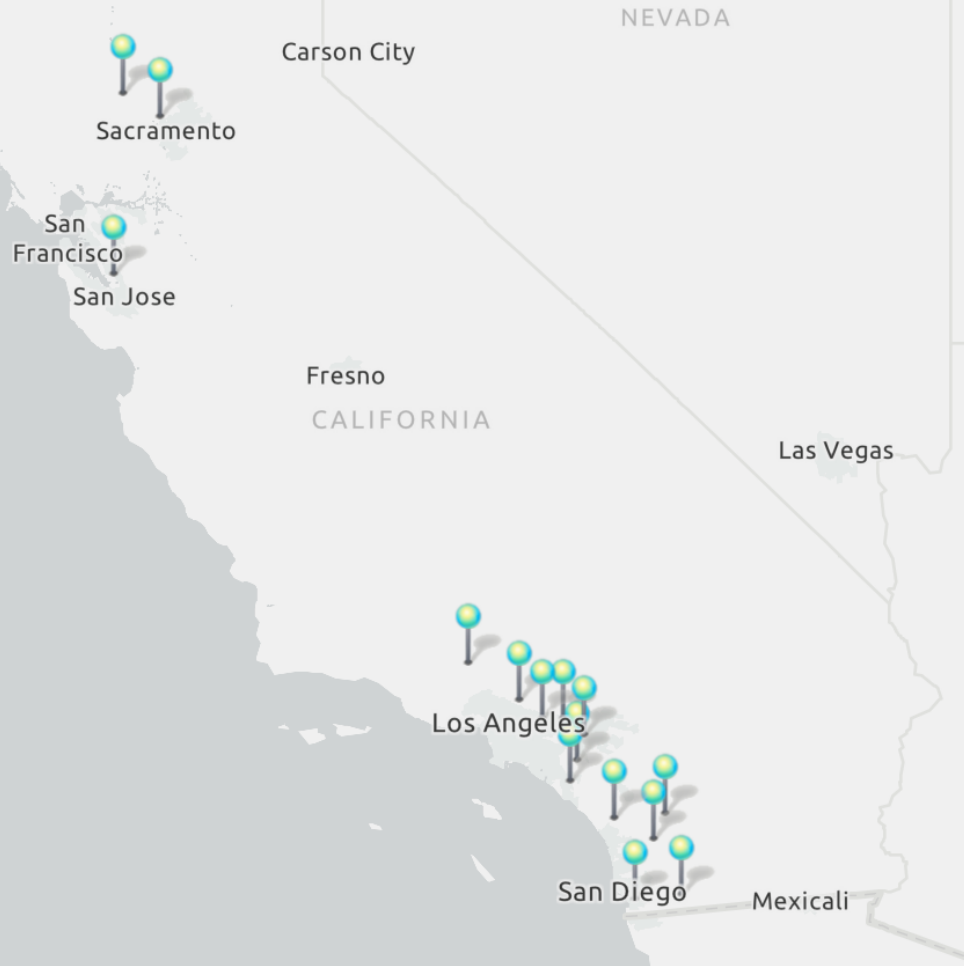 NEVADA
Carson City
Sacramento
San
Francisco
San Jose
Fresno
CALIFORNIA
Las Vegas
Los Angeles
San Diego
Mexicali